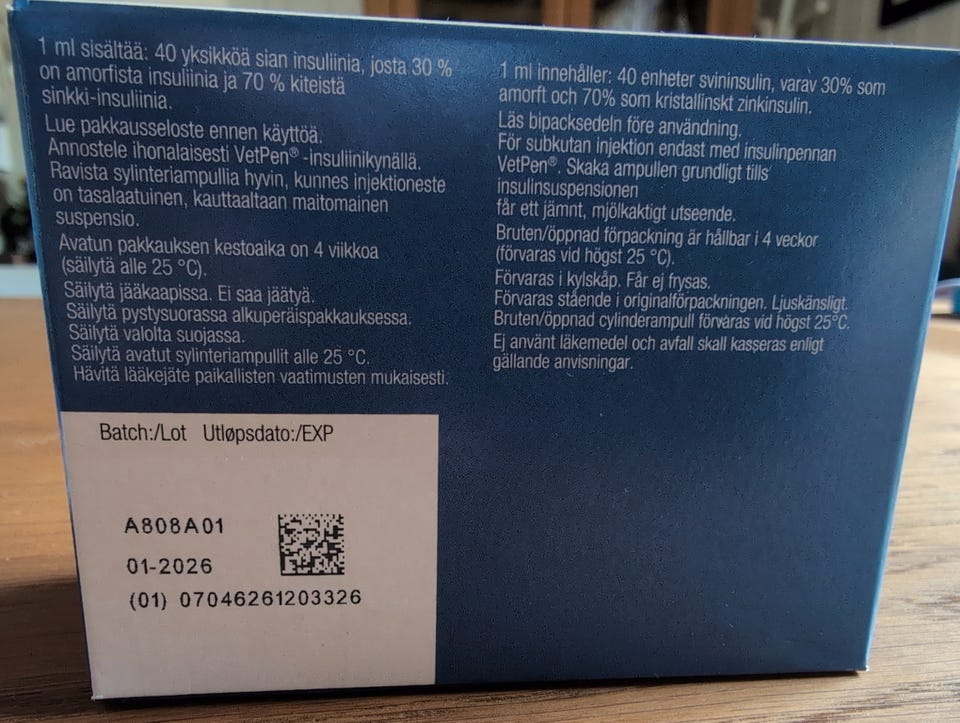 1 ml sisältää: 40 yksikköä sian insuliinia, josta 30 %
on amorfista insuliinia ja 70 % kiteistä
sinkki-insuliinia.
Lue pakkausseloste ennen käyttöä.
Annostele ihonalaisesti VetPen® -insuliinikynällä.
Ravista sylinteriampullia hyvin, kunnes injektioneste
on tasalaatuinen, kauttaaltaan maitomainen
suspensio.
Avatun pakkauksen kestoaika on 4 viikkoa
(säilytä alle 25 °C).
Säilytä jääkaapissa. Ei saa jäätyä.
Säilytä pystysuorassa alkuperäispakkauksessa.
Säilytä valolta suojassa.
Säilytä avatut sylinteriampullit alle 25 °C.
Hävitä lääkejäte paikallisten vaatimusten mukaisesti.
1 ml innehåller: 40 enheter svininsulin, varav 30% som
amorft och 70% som kristallinskt zinkinsulin.
Läs bipacksedeln före användning.
För subkutan injektion endast med insulinpennan
VetPen®. Skaka ampullen grundligt tills
insulinsuspensionen
får ett jämnt, mjölkaktigt utseende.
Bruten/öppnad förpackning är hållbar i 4 veckor
(förvaras vid högst 25 °C).
Förvaras i kylskåp. Får ej frysas.
Förvaras stående i originalförpackningen. Ljuskänsligt.
Bruten/öppnad cylinderampull förvaras vid högst 25°C.
Ej använt läkemedel och avfall skall kasseras enligt
gällande anvisningar.
Batch:/Lot Utløpsdato:/EXP
A808A01
01-2026
(01) 07046261203326